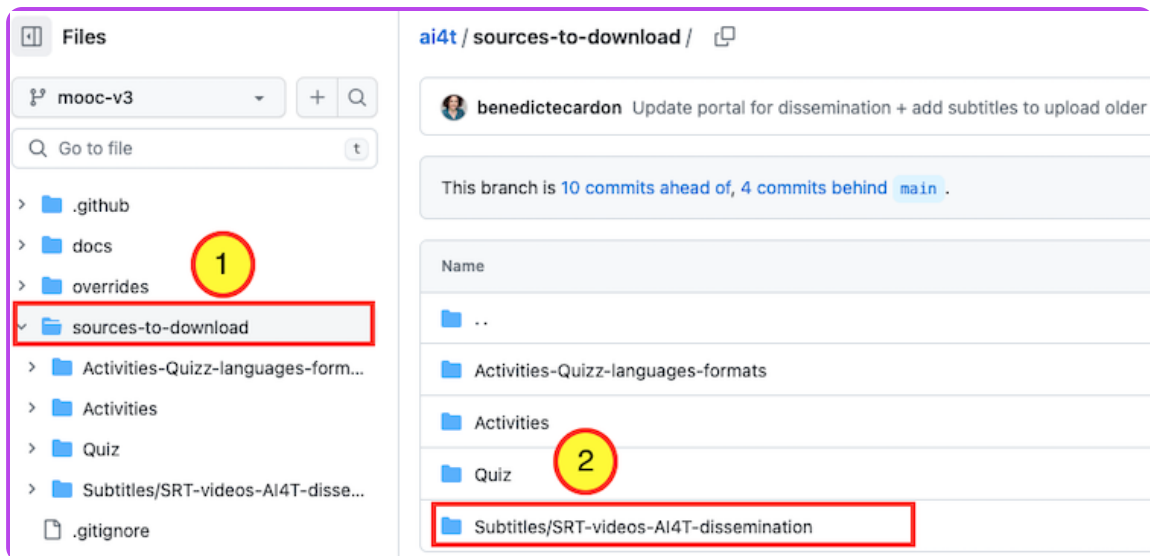 Files
mooc-v3
Go to file
t
.github
docs
1
overrides
sources-to-download
Activities-Quizz-languages-form...
Activities
Quiz
Subtitles/SRT-videos-AI4T-disse...
.gitignore
ai4t / sources-to-download /
benedictecardon Update portal for dissemination + add subtitles to upload older
This branch is 10 commits ahead of, 4 commits behind main .
Name
..
Activities-Quizz-languages-formats
Activities
Quiz
2
Subtitles/SRT-videos-AI4T-dissemination